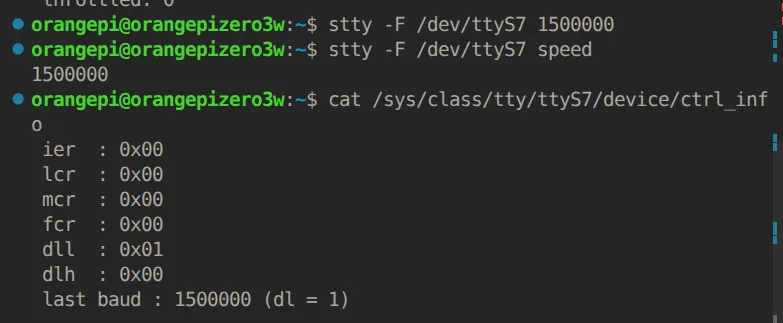 throttled: 0
orangepi@orangepizero3w:~$ stty -F /dev/ttyS7 1500000
orangepi@orangepizero3w:~$ stty -F /dev/ttyS7 speed
1500000
orangepi@orangepizero3w:~$ cat /sys/class/tty/ttyS7/device/ctrl_inf
o
ier : 0x00
lcr : 0x00
mcr : 0x00
fcr : 0x00
dll : 0x01
dlh : 0x00
last baud : 1500000 (dl = 1)